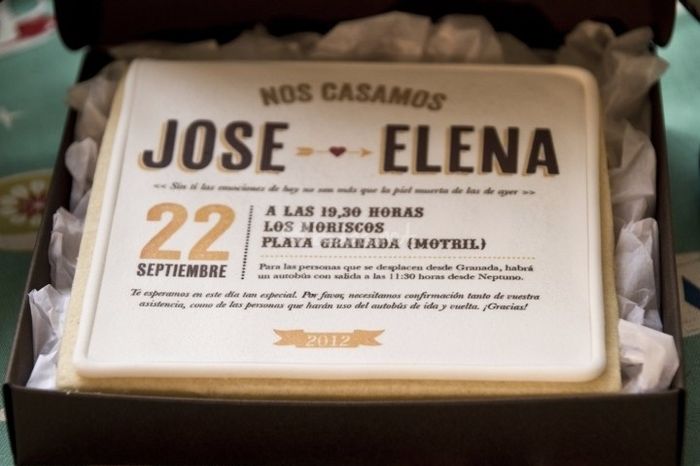 NOS CASAMOS
JOSE ELENA
<< Sin ti las emociones de hoy no son más que la piel muerta de las de ayer >>
22
SEPTIEMBRE
A LAS 19,30 HORAS
LOS MORISCOS
PLAYA GRANADA (MOTRIL)
Para las personas que se desplacen desde Granada, habrá
un autobús con salida a las 11:30 horas desde Neptuno.
Té esperamos en este día tan especial. Por favor, necesitamos confirmación tanto de vuestra
asistencia, como de las personas que harán uso del autobús de ida y vuelta. ¡Gracias!
2012